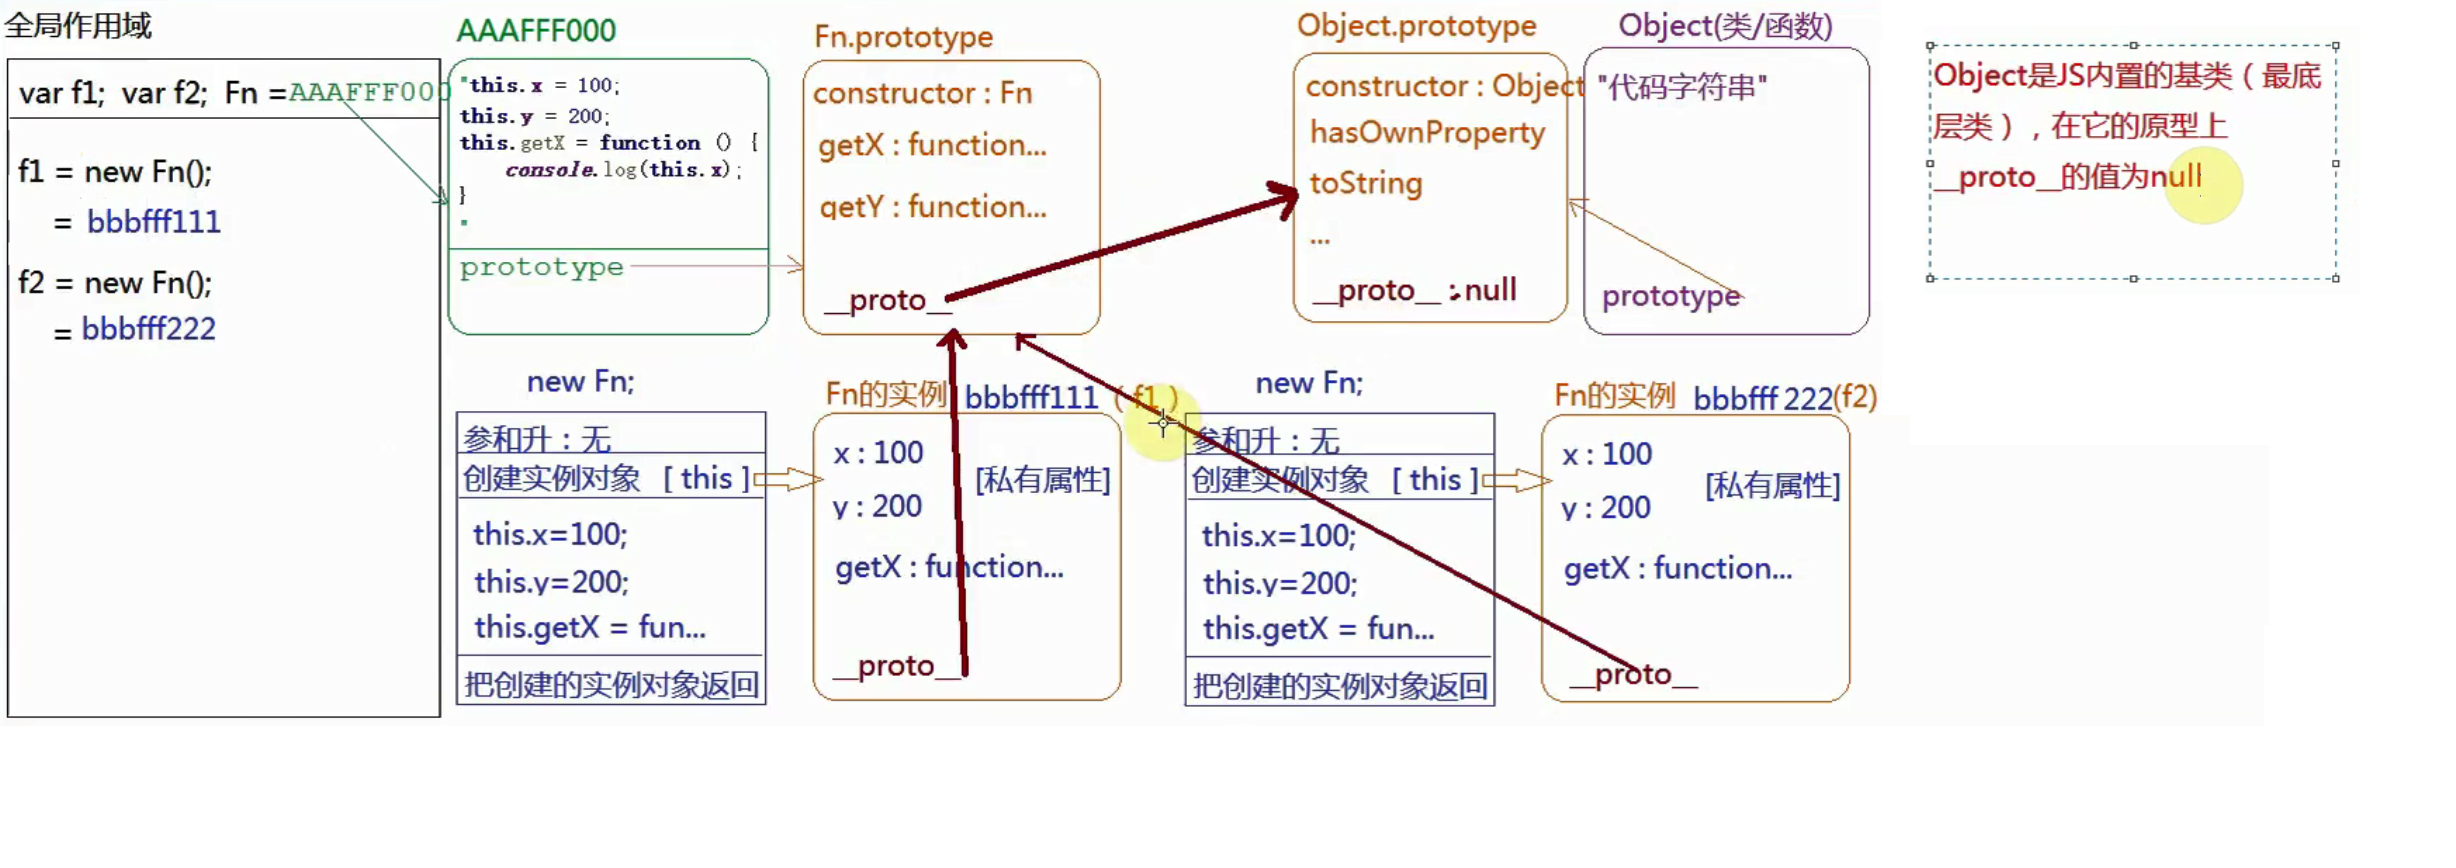 全局作用域
var f1;  var f2;  Fn =AAAFFF000
f1 = new Fn();
= bbbfff111
f2 = new Fn();
= bbbfff222
AAAFFF000
"this.x = 100;
this.y = 200;
this.getX = function () {
console.log(this.x);
}
"
prototype
Fn.prototype
constructor : Fn
getX : function...
getY : function...
__proto__
Object.prototype
constructor : Object
hasOwnProperty
toString
...
__proto__ : null
Object(类/函数)
"代码字符串"
prototype
Object是JS内置的基类（最底
层类），在它的原型上
__proto__的值为null
new Fn;
参和升：无
创建实例对象 [ this ]
this.x=100;
this.y=200;
this.getX = fun...
把创建的实例对象返回
Fn的实例 bbbfff111（f1）
x : 100
y : 200
[私有属性]
getX : function...
__proto__
new Fn;
参和升：无
创建实例对象 [ this ]
this.x=100;
this.y=200;
this.getX = fun...
把创建的实例对象返回
Fn的实例 bbbfff 222(f2)
x : 100
y : 200
[私有属性]
getX : function...
__proto__